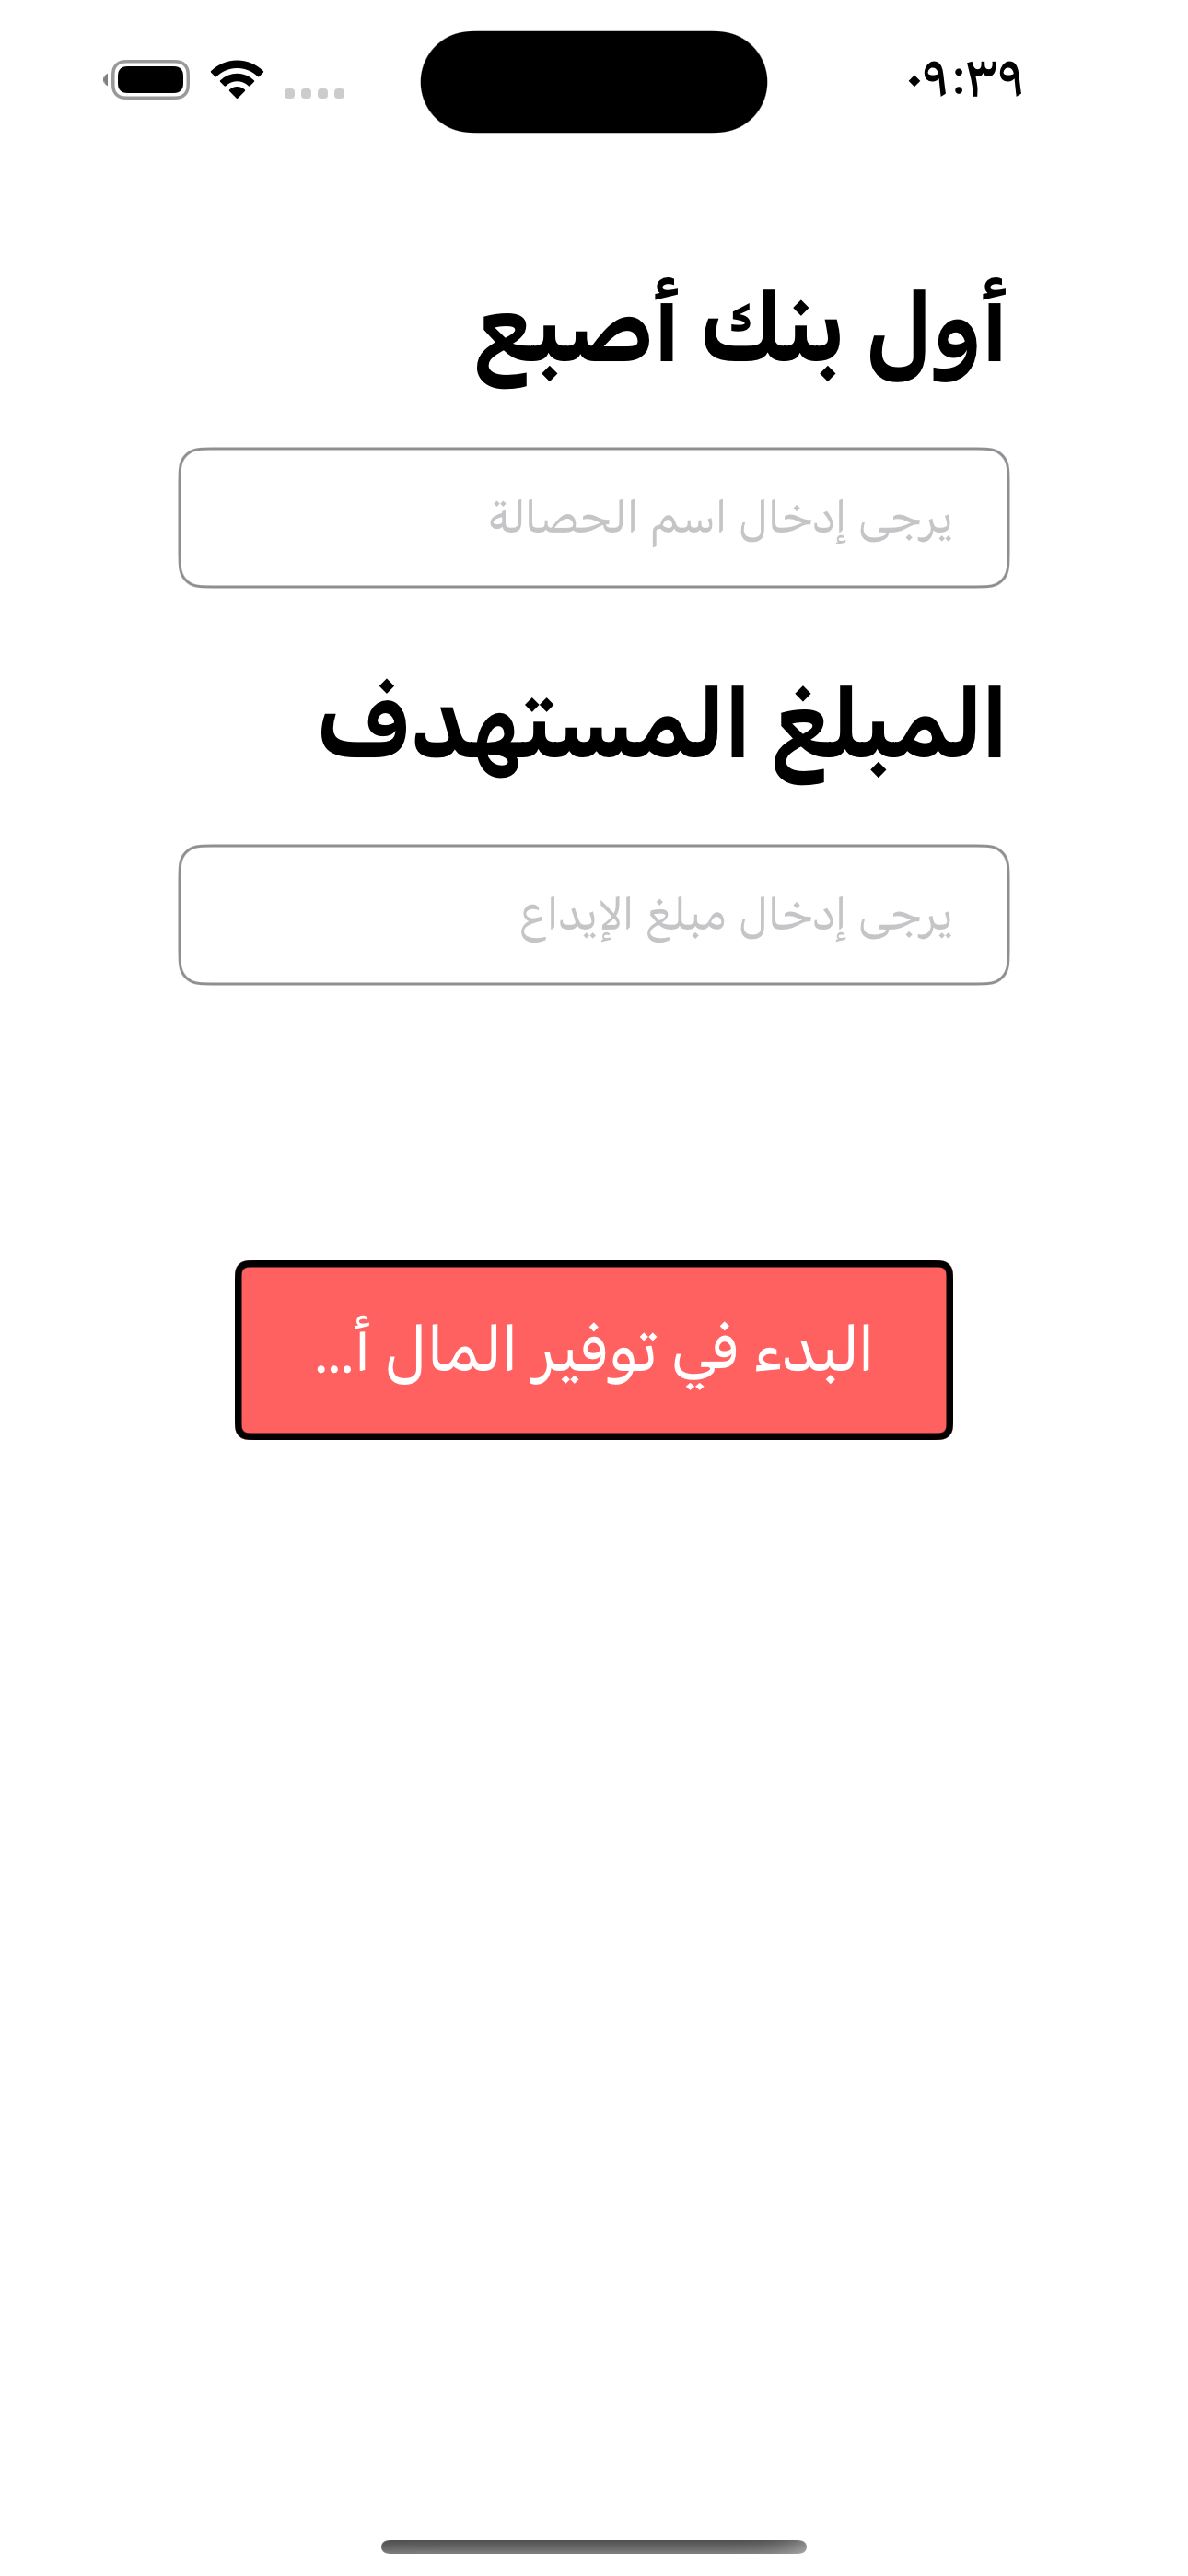 ٠٩:٣٩
أول بنك أصبع
يرجى إدخال اسم الحصالة
المبلغ المستهدف
يرجى إدخال مبلغ الإيداع
البدء في توفير المال أ...